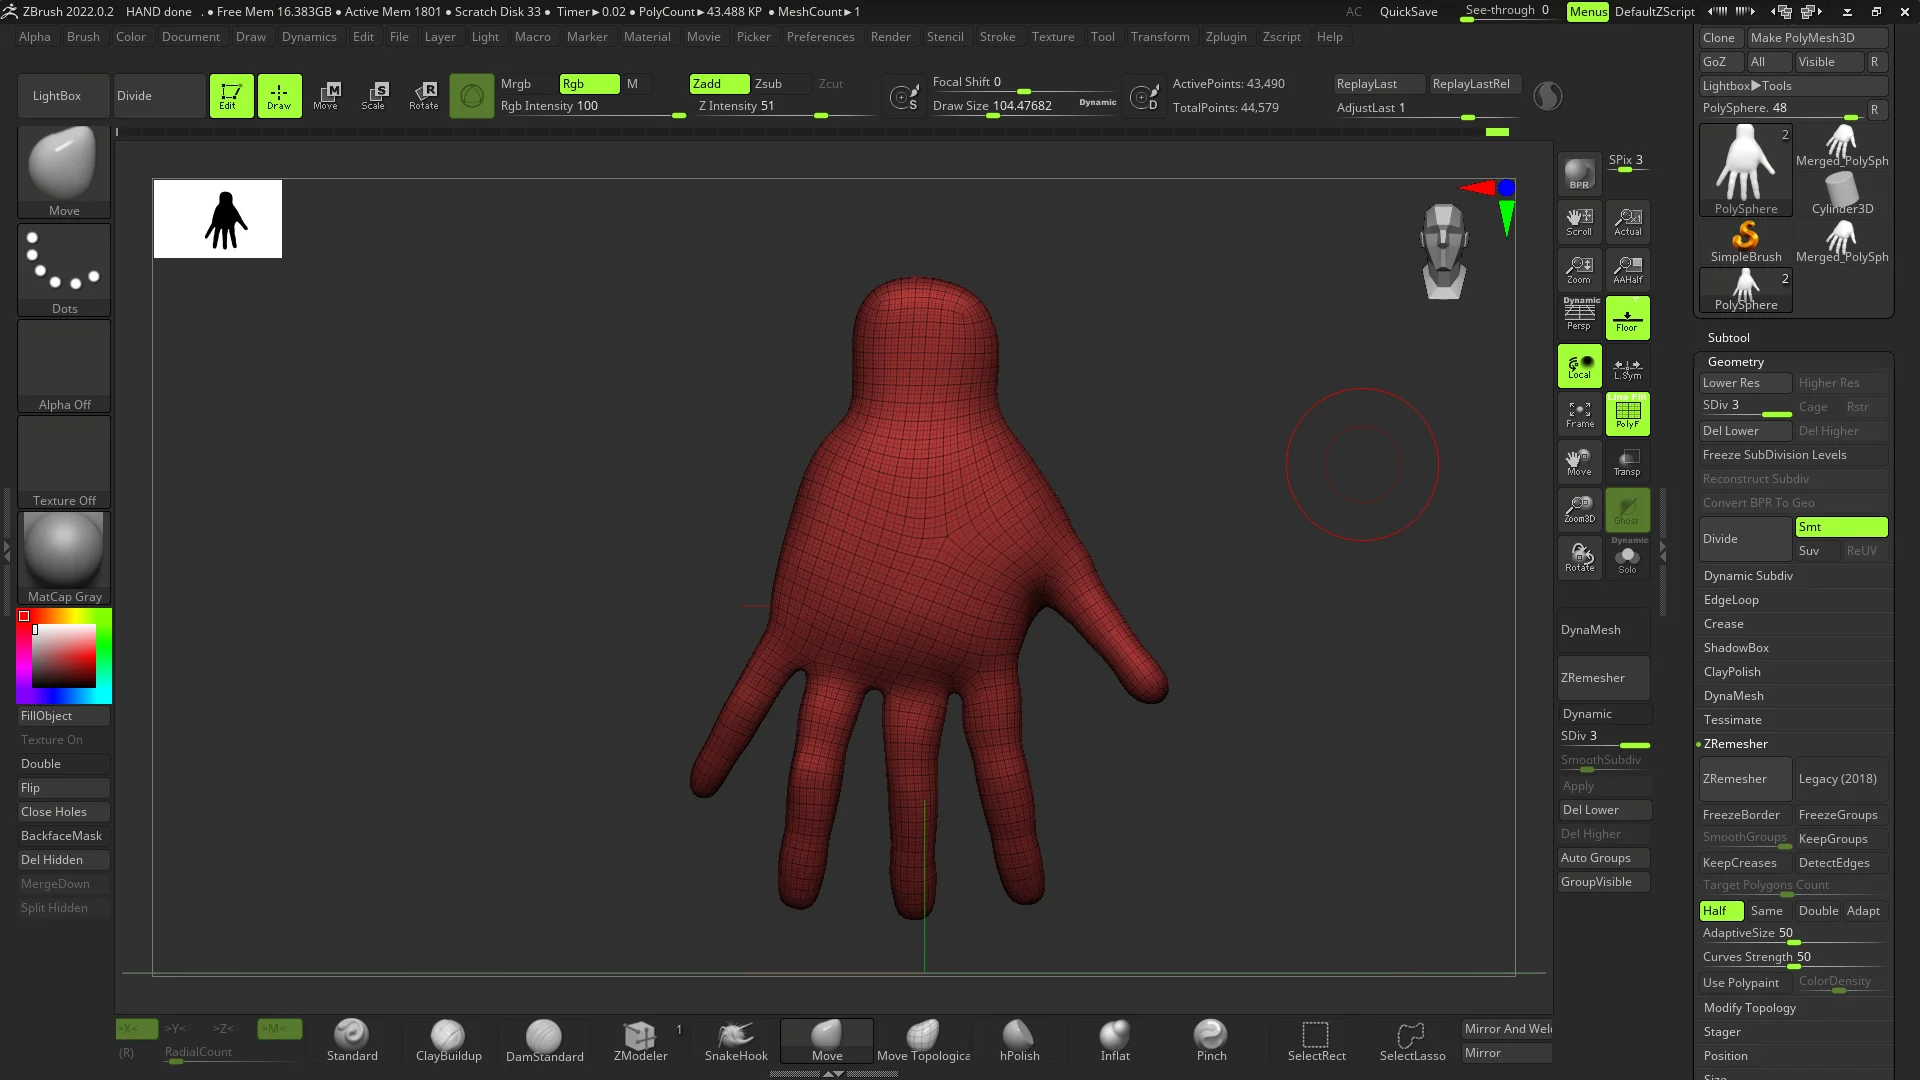 ZBrush 2022.0.2 HAND done . ● Free Mem 16.383GB ● Active Mem 1801 ● Scratch Disk 33 ● Timer►0.02 ● PolyCount►43.488 KP ● MeshCount►1 AC QuickSave See-through 0 Menus DefaultZScript
Alpha Brush Color Document Draw Dynamics Edit File Layer Light Macro Marker Material Movie Picker Preferences Render Stencil Stroke Texture Tool Transform Zplugin Zscript Help
LightBox
Divide
Edit
Draw
Move
Scale
Rotate
Mrgb Rgb M
Rgb Intensity 100
Zadd Zsub Zcut
Z Intensity 51
Focal Shift 0
Draw Size 104.47682 Dynamic
ActivePoints: 43,490
TotalPoints: 44,579
ReplayLast ReplayLastRel
AdjustLast 1
Move
Dots
Alpha Off
Texture Off
MatCap Gray
FillObject
Texture On
Double
Flip
Close Holes
BackfaceMask
Del Hidden
MergeDown
Split Hidden
BPR SPix 3
Scroll Actual
Zoom AAHalf
Dynamic
Persp Floor
Local L.Sym
Line Fill
Frame PolyF
Move Transp
Zoom3D Ghost
Dynamic
Rotate Solo
DynaMesh
ZRemesher
Dynamic
SDiv 3
SmoothSubdiv
Apply
Del Lower
Del Higher
Auto Groups
GroupVisible
Clone Make PolyMesh3D
GoZ All Visible R
Lightbox►Tools
PolySphere. 48 R
2
PolySphere Merged_PolySph
Cylinder3D
SimpleBrush Merged_PolySph
2
PolySphere
Subtool
Geometry
Lower Res Higher Res
SDiv 3 Cage Rstr
Del Lower Del Higher
Freeze SubDivision Levels
Reconstruct Subdiv
Convert BPR To Geo
Divide Smt
Suv ReUV
Dynamic Subdiv
EdgeLoop
Crease
ShadowBox
ClayPolish
DynaMesh
Tessimate
ZRemesher
ZRemesher Legacy (2018)
FreezeBorder FreezeGroups
SmoothGroups KeepGroups
KeepCreases DetectEdges
Target Polygons Count
Half Same Double Adapt
AdaptiveSize 50
Curves Strength 50
Use Polypaint ColorDensity
Modify Topology
Stager
Position
Size
>X< >Y< >Z< >M<
(R) RadialCount
Standard
ClayBuildup
DamStandard
1
ZModeler
SnakeHook
Move
Move Topologica
hPolish
Inflat
Pinch
SelectRect
SelectLasso
Mirror And Weld
Mirror